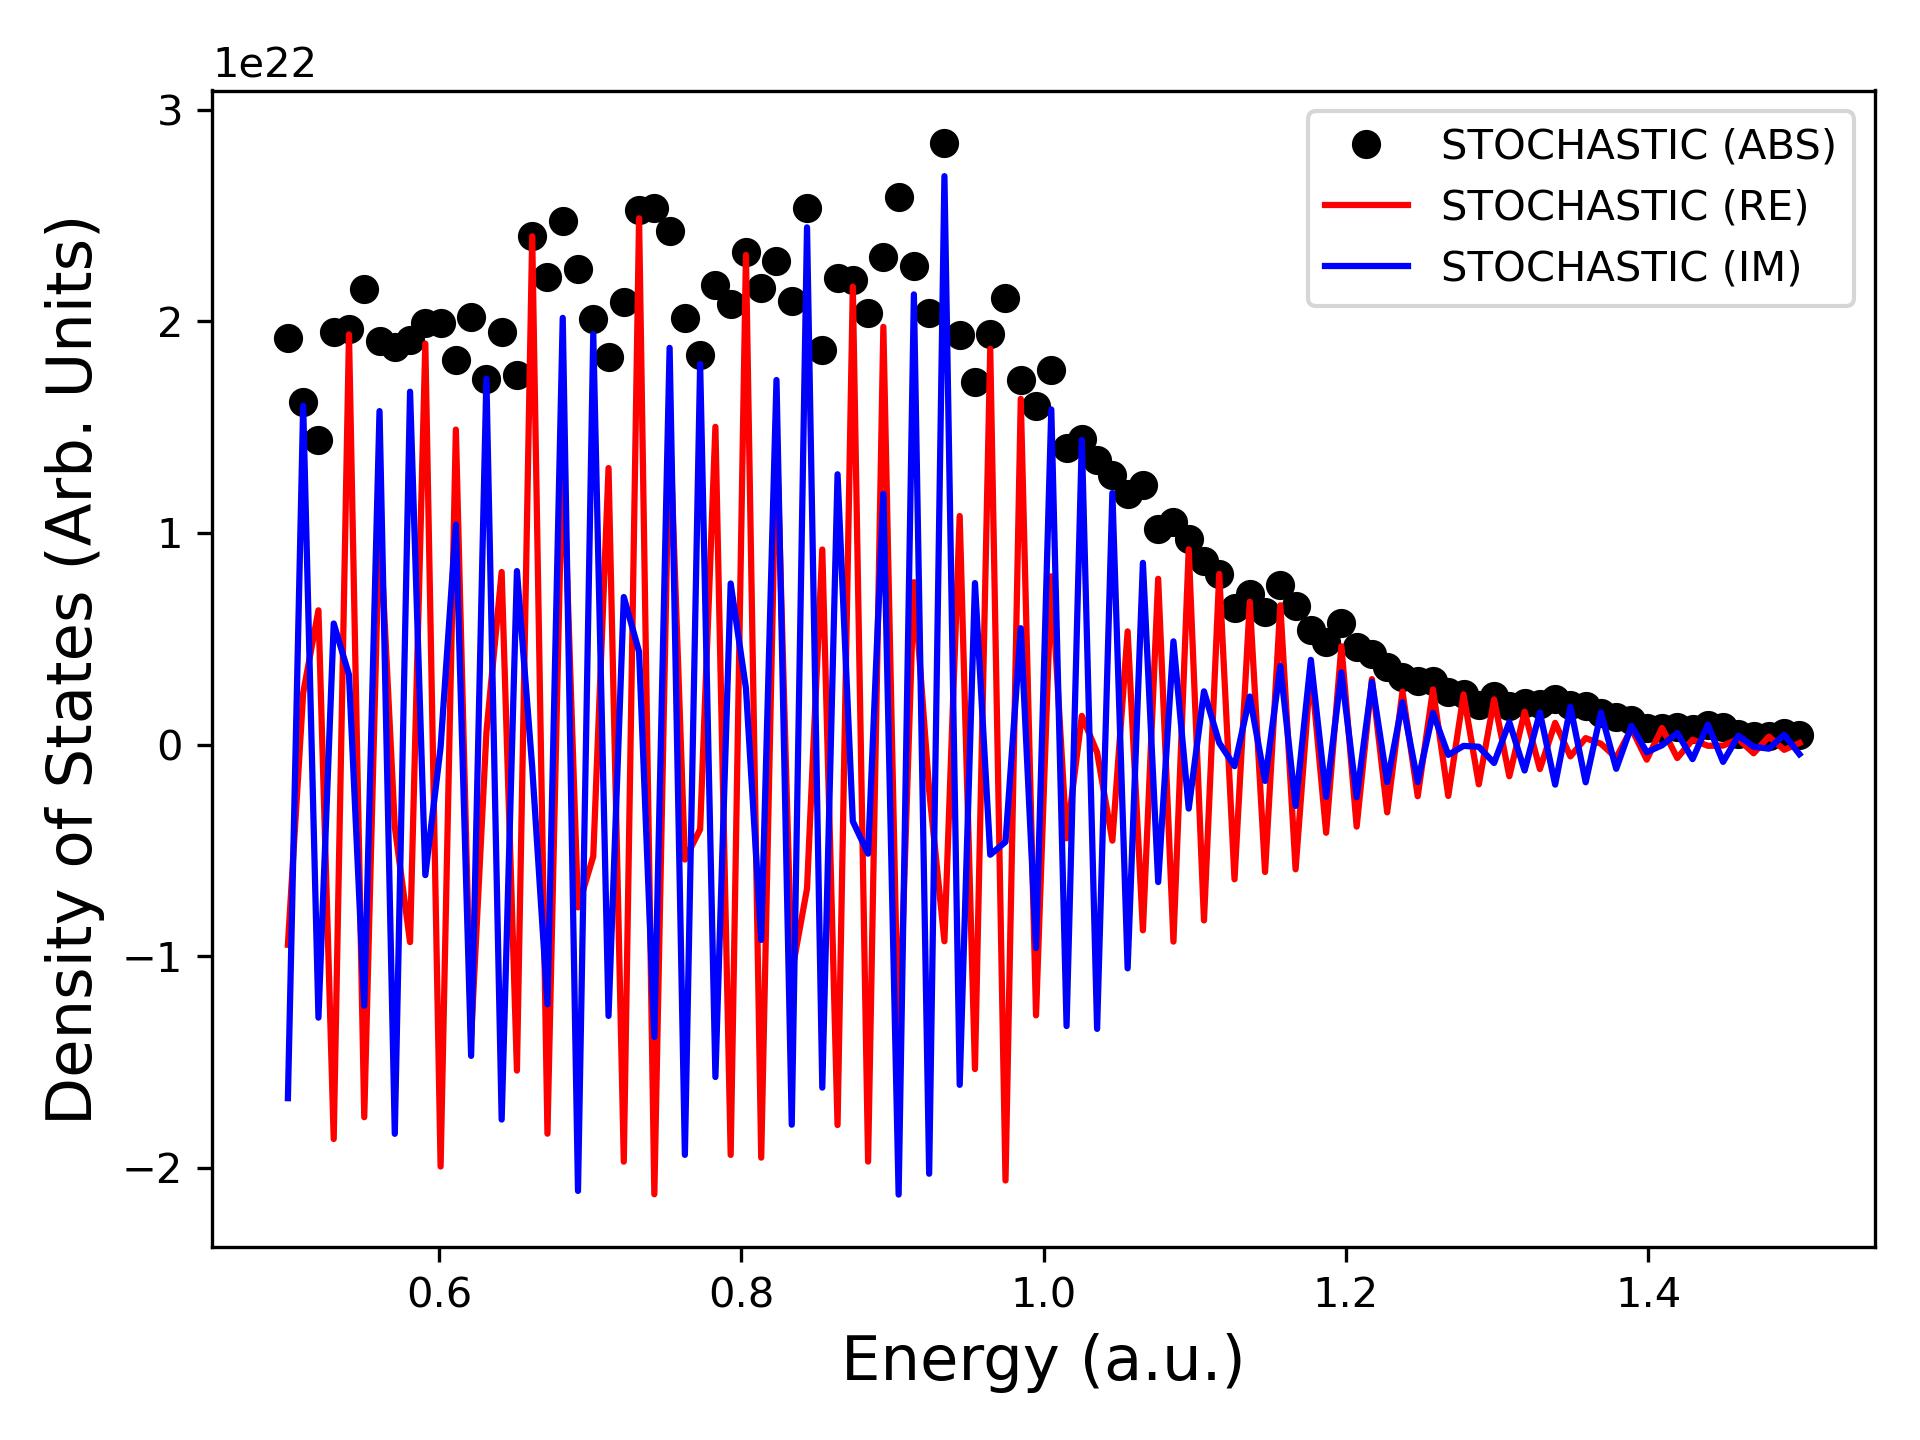 1e22
3
2
1
0
−1
−2
Density of States (Arb. Units)
STOCHASTIC (ABS)
STOCHASTIC (RE)
STOCHASTIC (IM)
0.6 0.8 1.0 1.2 1.4
Energy (a.u.)